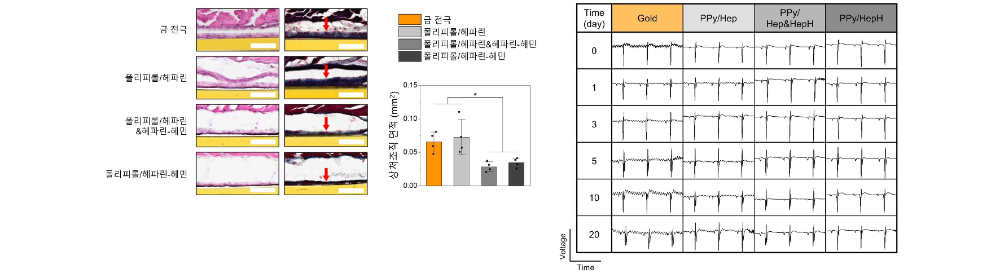 금 전극
폴리피롤/헤파린
폴리피롤/헤파린
&헤파린-헤민
폴리피롤/헤파린-헤민
금 전극
폴리피롤/헤파린
폴리피롤/헤파린&헤파린-헤민
폴리피롤/헤파린-헤민
상처조직 면적 (mm²)
0.15
0.10
0.05
0.00
*
Time
(day)
Gold
PPy/Hep
PPy/
Hep&HepH
PPy/HepH
0
1
3
5
10
20
Voltage
Time